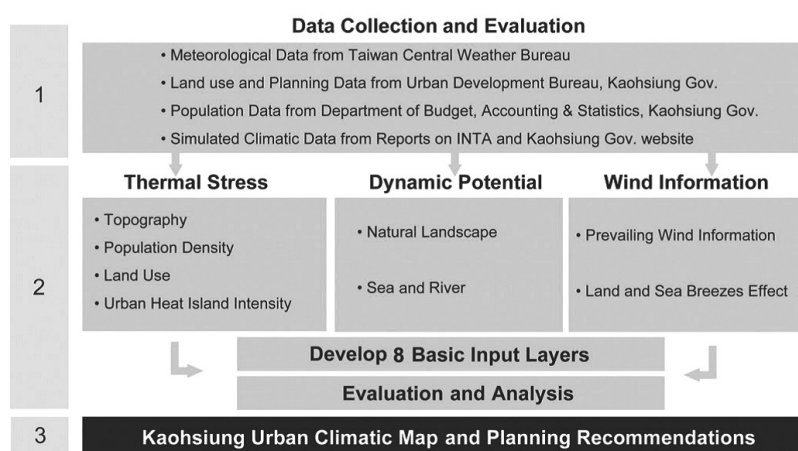 Data Collection and Evaluation
1
• Meteorological Data from Taiwan Central Weather Bureau
• Land use and Planning Data from Urban Development Bureau, Kaohsiung Gov.
• Population Data from Department of Budget, Accounting & Statistics, Kaohsiung Gov.
• Simulated Climatic Data from Reports on INTA and Kaohsiung Gov. website
2
Thermal Stress
• Topography
• Population Density
• Land Use
• Urban Heat Island Intensity
Dynamic Potential
• Natural Landscape
• Sea and River
Wind Information
• Prevailing Wind Information
• Land and Sea Breezes Effect
Develop 8 Basic Input Layers
Evaluation and Analysis
3
Kaohsiung Urban Climatic Map and Planning Recommendations